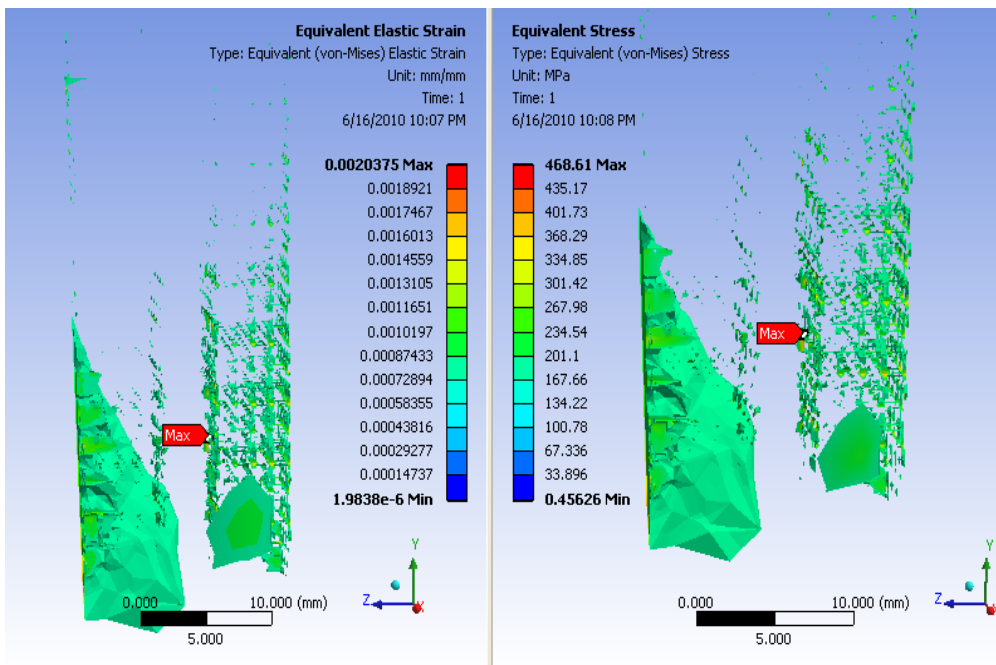 Equivalent Elastic Strain
Type: Equivalent (von-Mises) Elastic Strain
Unit: mm/mm
Time: 1
6/16/2010 10:07 PM
0.0020375 Max
0.0018921
0.0017467
0.0016013
0.0014559
0.0013105
0.0011651
0.0010197
0.00087433
0.00072894
0.00058355
0.00043816
0.00029277
0.00014737
1.9838e-6 Min
Max
0.000
10.000 (mm)
5.000
Y
Z
X
Equivalent Stress
Type: Equivalent (von-Mises) Stress
Unit: MPa
Time: 1
6/16/2010 10:08 PM
468.61 Max
435.17
401.73
368.29
334.85
301.42
267.98
234.54
201.1
167.66
134.22
100.78
67.336
33.896
0.45626 Min
Max
0.000
10.000 (mm)
5.000
Y
Z
X